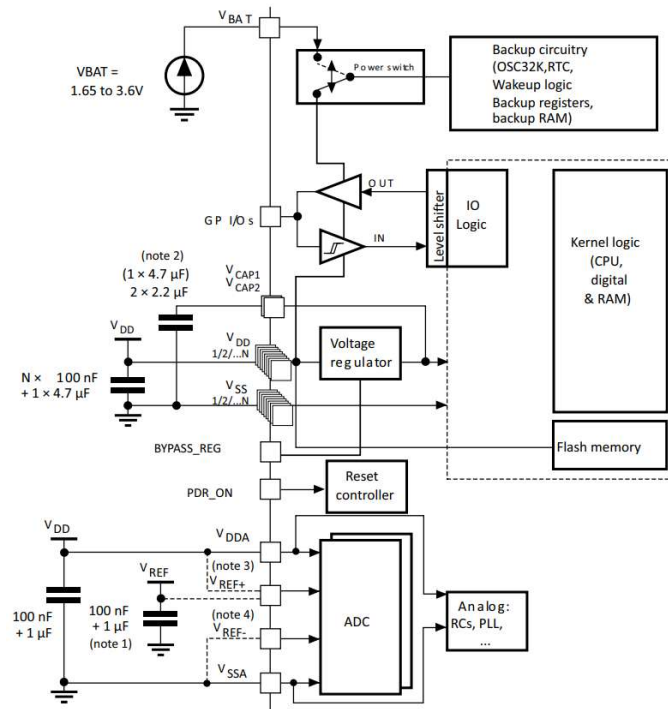 VBAT
VBAT =
1.65 to 3.6V
Power switch
Backup circuitry
(OSC32K,RTC,
Wakeup logic
Backup registers,
backup RAM)
OUT
GP I/Os
IN
Level shifter
IO
Logic
Kernel logic
(CPU,
digital
& RAM)
(note 2)
(1 × 4.7 µF)
2 × 2.2 µF
VCAP1
VCAP2
VDD
VDD
1/2/...N
Voltage
regulator
N × 100 nF
+ 1 × 4.7 µF
VSS
1/2/...N
BYPASS_REG
Flash memory
PDR_ON
Reset
controller
VDD
VDDA
VREF
(note 3)
VREF+
100 nF
+ 1 µF
100 nF
+ 1 µF
(note 1)
(note 4)
VREF-
ADC
Analog:
RCs, PLL,
...
VSSA